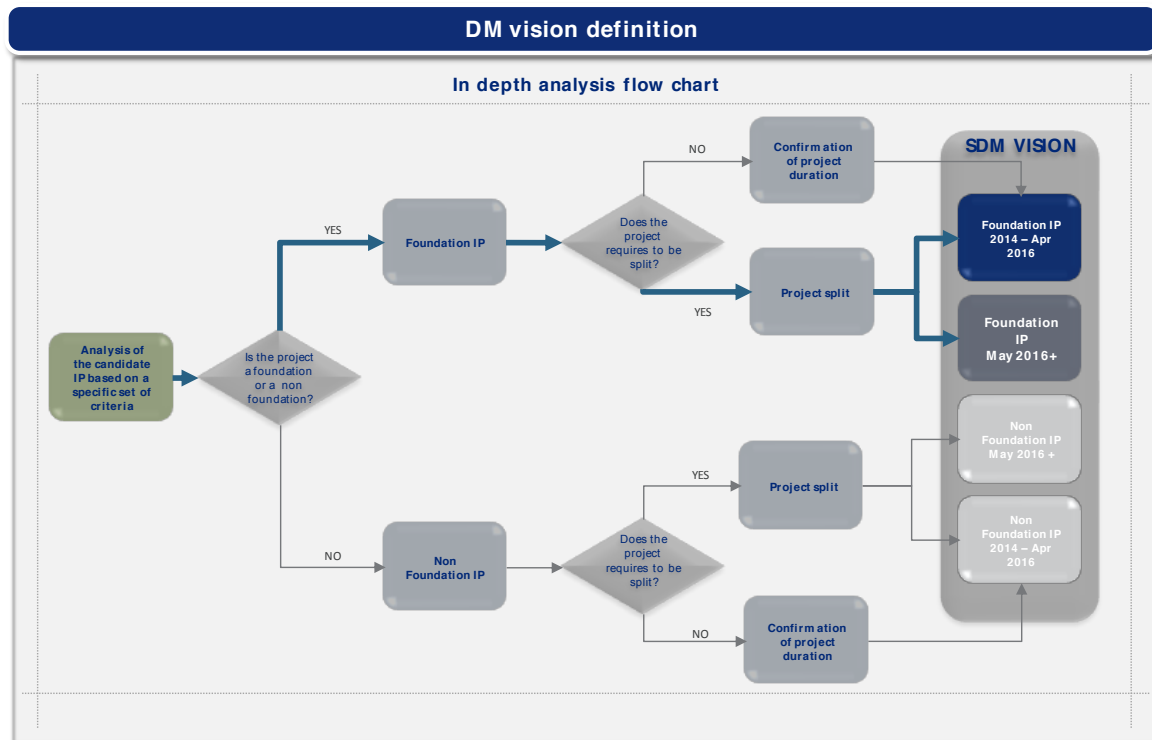 DM vision definition
In depth analysis flow chart
NO
Confirmation
of project
duration
SDM VISION
YES
Foundation IP
Does the
project
requires to be
split?
Foundation IP
2014 – Apr
2016
YES
Project split
Foundation
IP
May 2016+
Analysis of
the candidate
IP based on a
specific set of
criteria
Is the project
a foundation
or a non
foundation?
Non
Foundation IP
May 2016 +
YES
Project split
NO
Non
Foundation IP
Does the
project
requires to be
split?
Non
Foundation IP
2014 – Apr
2016
NO
Confirmation
of project
duration